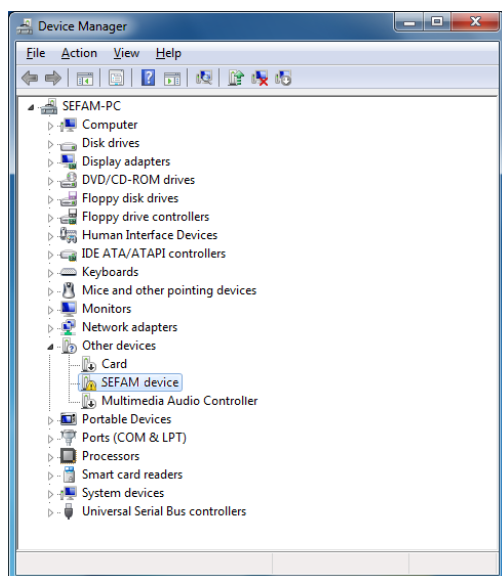 Device Manager
File Action View Help
SEFAM-PC
Computer
Disk drives
Display adapters
DVD/CD-ROM drives
Floppy disk drives
Floppy drive controllers
Human Interface Devices
IDE ATA/ATAPI controllers
Keyboards
Mice and other pointing devices
Monitors
Network adapters
Other devices
Card
SEFAM device
Multimedia Audio Controller
Portable Devices
Ports (COM & LPT)
Processors
Smart card readers
System devices
Universal Serial Bus controllers